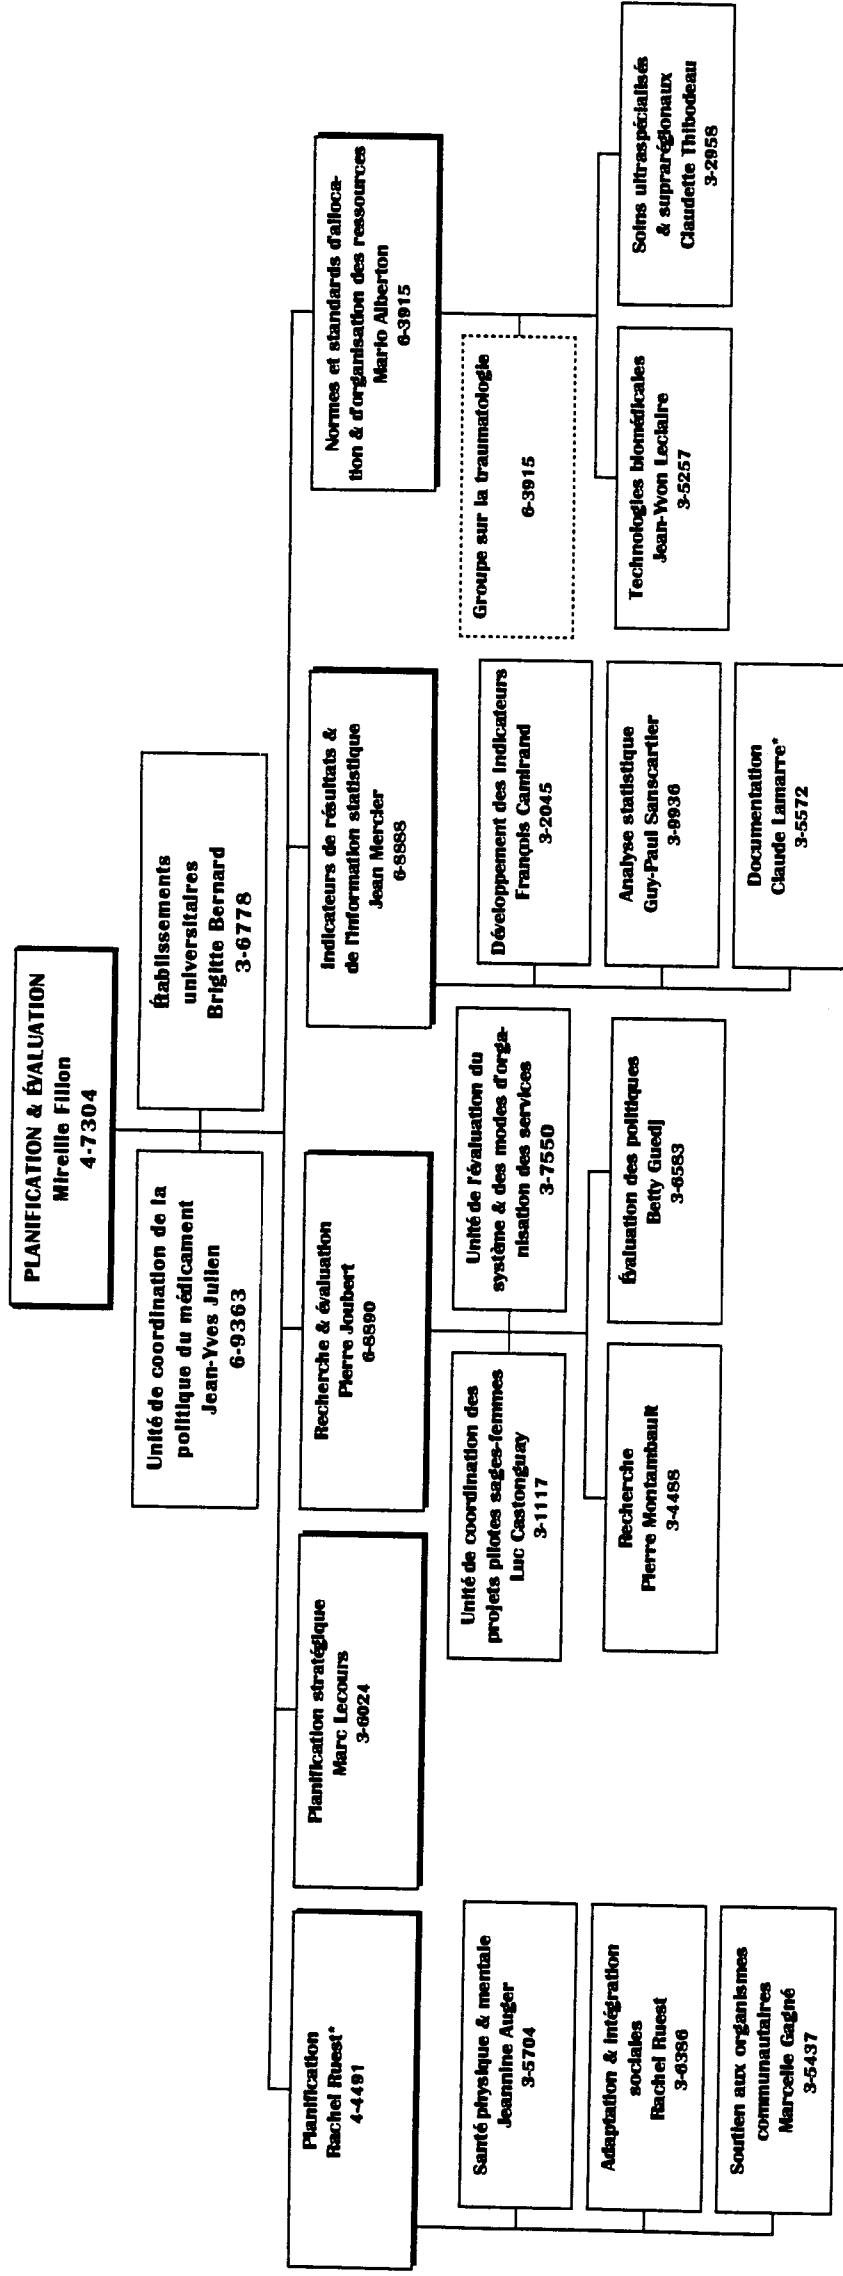 PLANIFICATION & ÉVALUATION
Mireille Fillon
4-7304
Unité de coordination de la
politique du médicament
Jean-Yves Julien
6-9363
Établissements
universitaires
Brigitte Bernard
3-6778
Planification
Rachel Ruest*
4-4491
Planification stratégique
Marc Lecours
3-6024
Recherche & évaluation
Pierre Joubert
6-8890
Indicateurs de résultats &
de l'information statistique
Jean Mercier
6-8888
Normes et standards d'alloca-
tion & d'organisation des ressources
Mario Alberton
6-3915
Santé physique & mentale
Jeannine Auger
3-5704
Adaptation & intégration
sociales
Rachel Ruest
3-6386
Soutien aux organismes
communautaires
Marcelle Gagné
3-5437
Unité de coordination des
projets pilotes sages-femmes
Luc Castonguay
3-1117
Unité de l'évaluation du
système & des modes d'orga-
nisation des services
3-7550
Recherche
Pierre Montambault
3-4488
Évaluation des politiques
Betty Guedj
3-6583
Développement des indicateurs
François Camirand
3-2045
Analyse statistique
Guy-Paul Sanscartier
3-9936
Documentation
Claude Lamarre*
3-5572
Groupe sur la traumatologie
6-3915
Technologies biomédicales
Jean-Yvon Leclaire
3-5257
Soins ultraspécialisés
& suprarégionaux
Claudette Thibodeau
3-2958